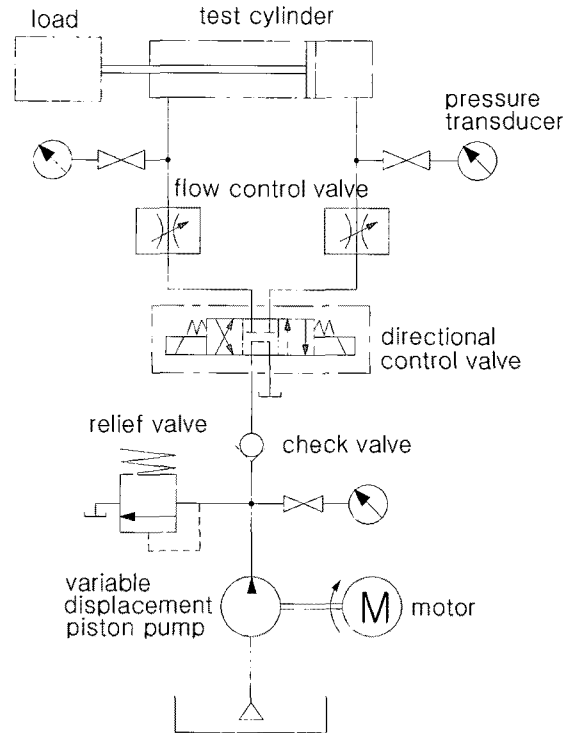 load
test cylinder
pressure
transducer
flow control valve
directional
control valve
relief valve
check valve
variable
displacement
piston pump
M
motor